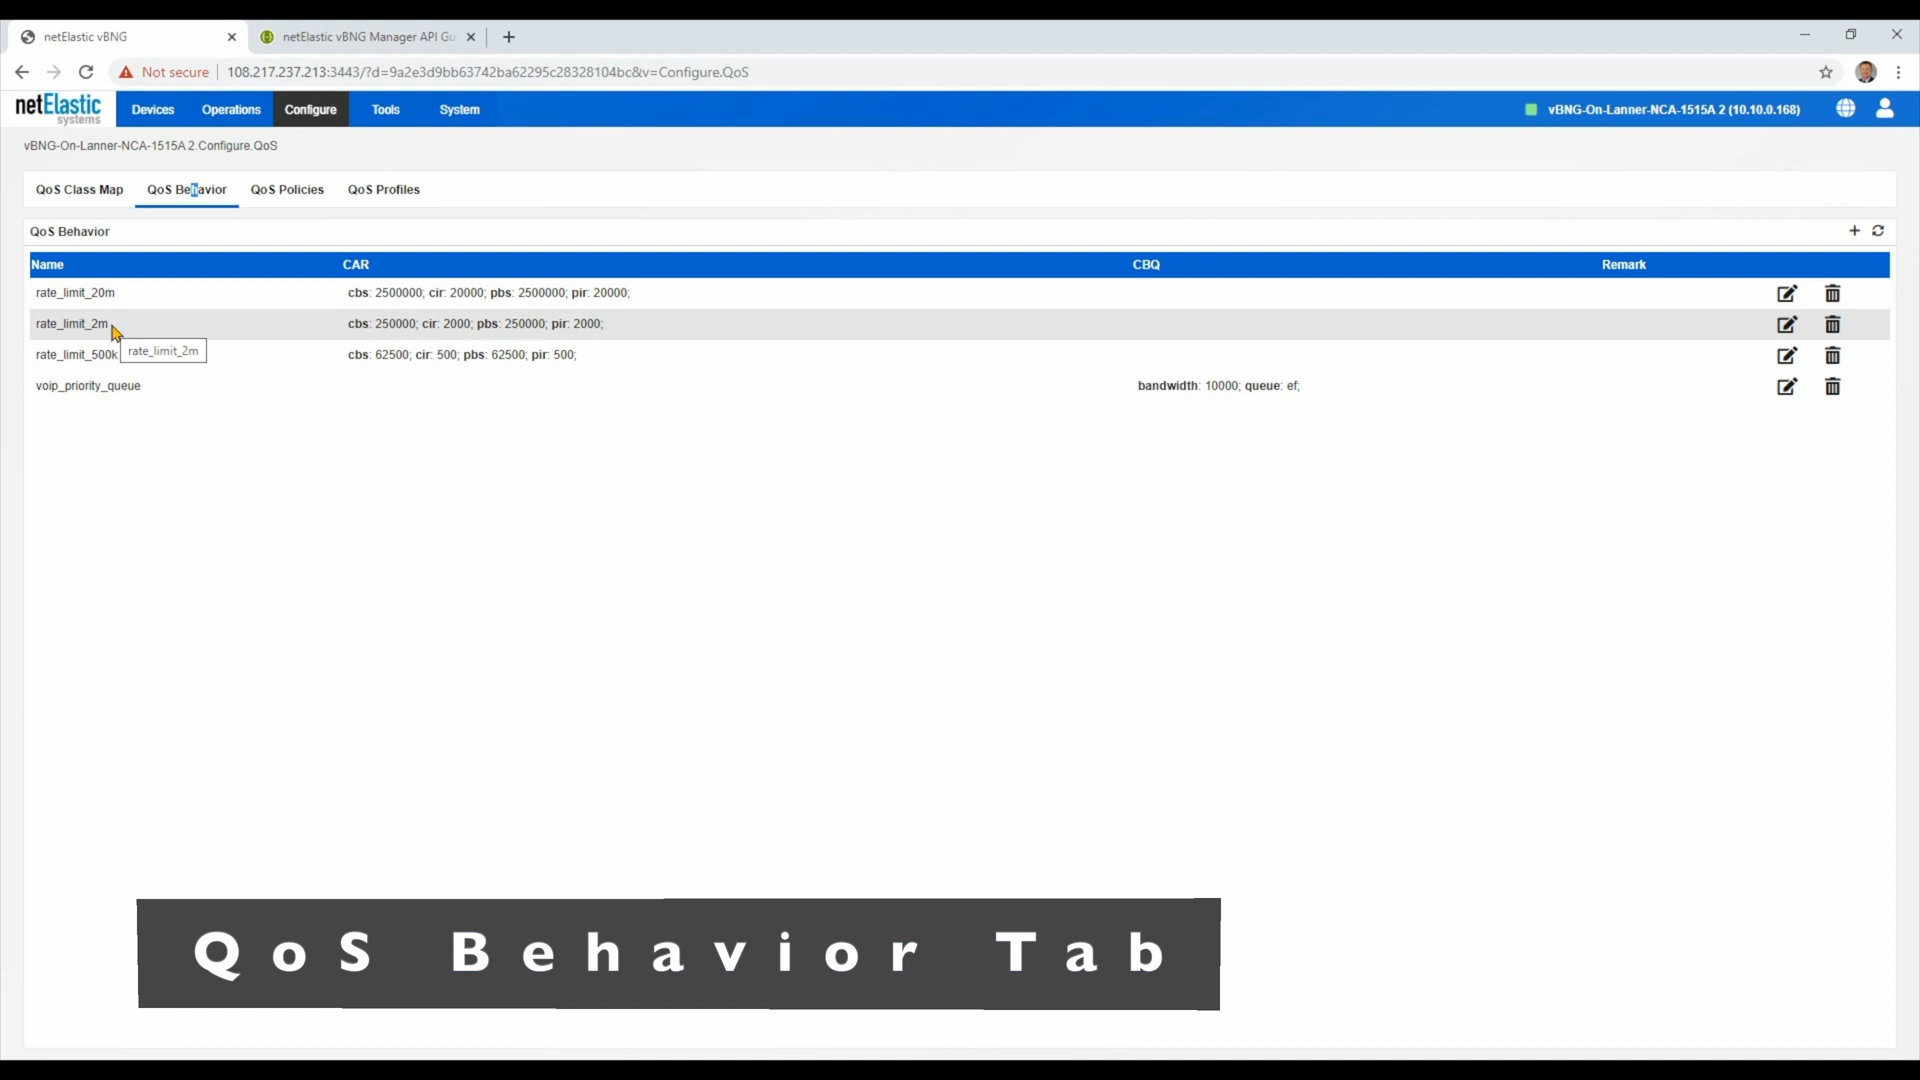 netElastic vBNG
netElastic vBNG Manager API Gu
Not secure
108.217.237.213:3443/?d=9a2e3d9bb63742ba62295c28328104bc&v=Configure.QoS
netElastic
systems
Devices
Operations
Configure
Tools
System
vBNG-On-Lanner-NCA-1515A 2 (10.10.0.168)
vBNG-On-Lanner-NCA-1515A 2.Configure.QoS
QoS Class Map
QoS Behavior
QoS Policies
QoS Profiles
QoS Behavior
Name CAR CBQ Remark
rate_limit_20m cbs: 2500000; cir: 20000; pbs: 2500000; pir: 20000;
rate_limit_2m cbs: 250000; cir: 2000; pbs: 250000; pir: 2000;
rate_limit_2m
rate_limit_500k cbs: 62500; cir: 500; pbs: 62500; pir: 500;
voip_priority_queue bandwidth: 10000; queue: ef;
QoS Behavior Tab